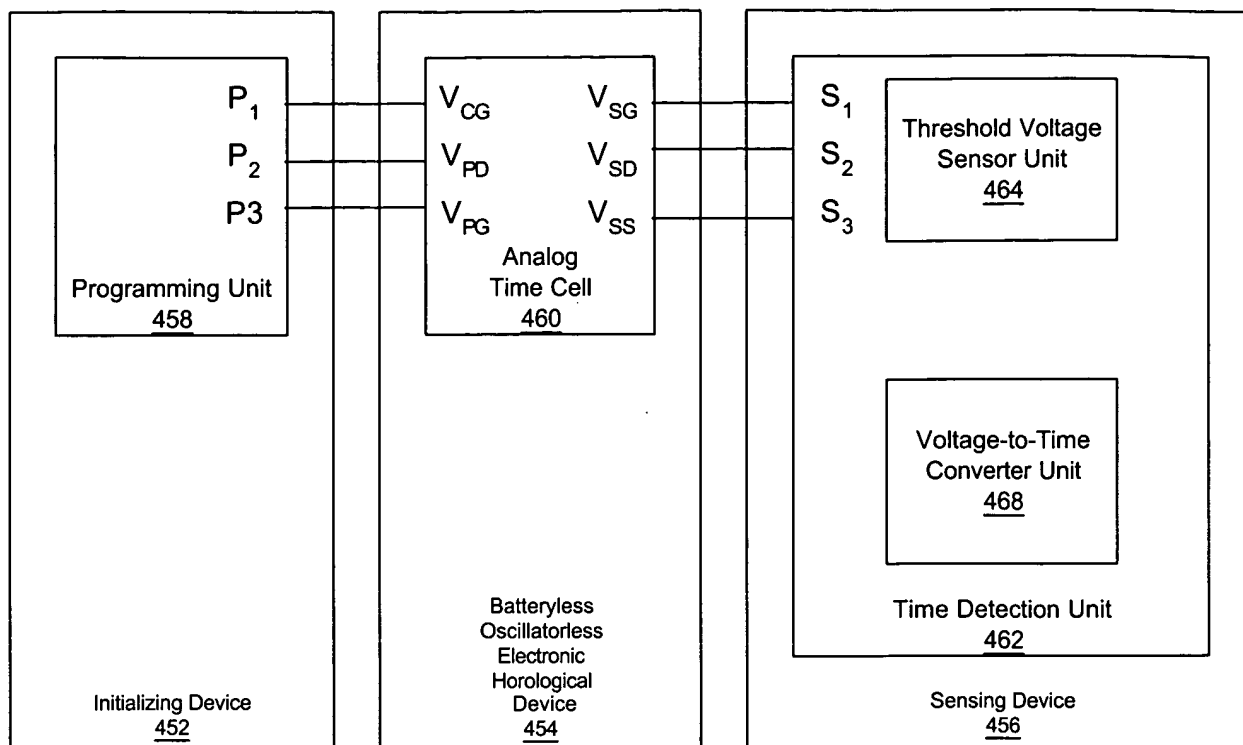 P1
P2
P3
Programming Unit
458
Initializing Device
452
VCG
VPD
VPG
VSG
VSD
VSS
Analog
Time Cell
460
Batteryless
Oscillatorless
Electronic
Horological
Device
454
S1
S2
S3
Threshold Voltage
Sensor Unit
464
Voltage-to-Time
Converter Unit
468
Time Detection Unit
462
Sensing Device
456